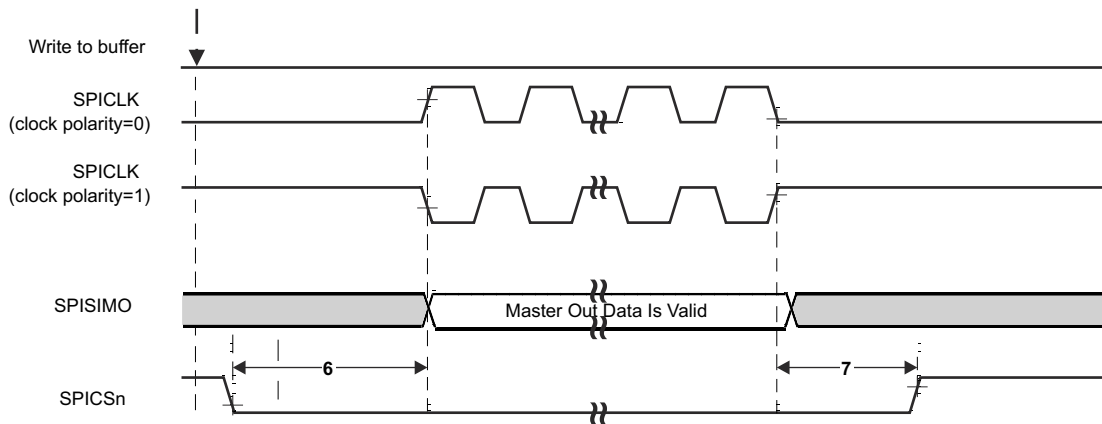 Write to buffer
SPICLK
(clock polarity=0)
SPICLK
(clock polarity=1)
SPISIMO
Master Out Data Is Valid
6
7
SPICSn